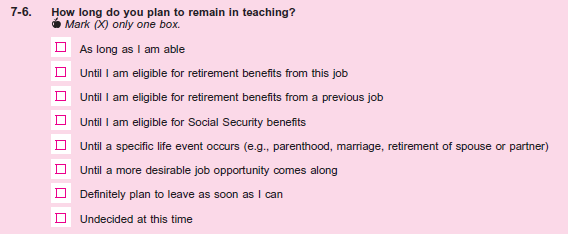 7-6. How long do you plan to remain in teaching?
Mark (X) only one box.
As long as I am able
Until I am eligible for retirement benefits from this job
Until I am eligible for retirement benefits from a previous job
Until I am eligible for Social Security benefits
Until a specific life event occurs (e.g., parenthood, marriage, retirement of spouse or partner)
Until a more desirable job opportunity comes along
Definitely plan to leave as soon as I can
Undecided at this time